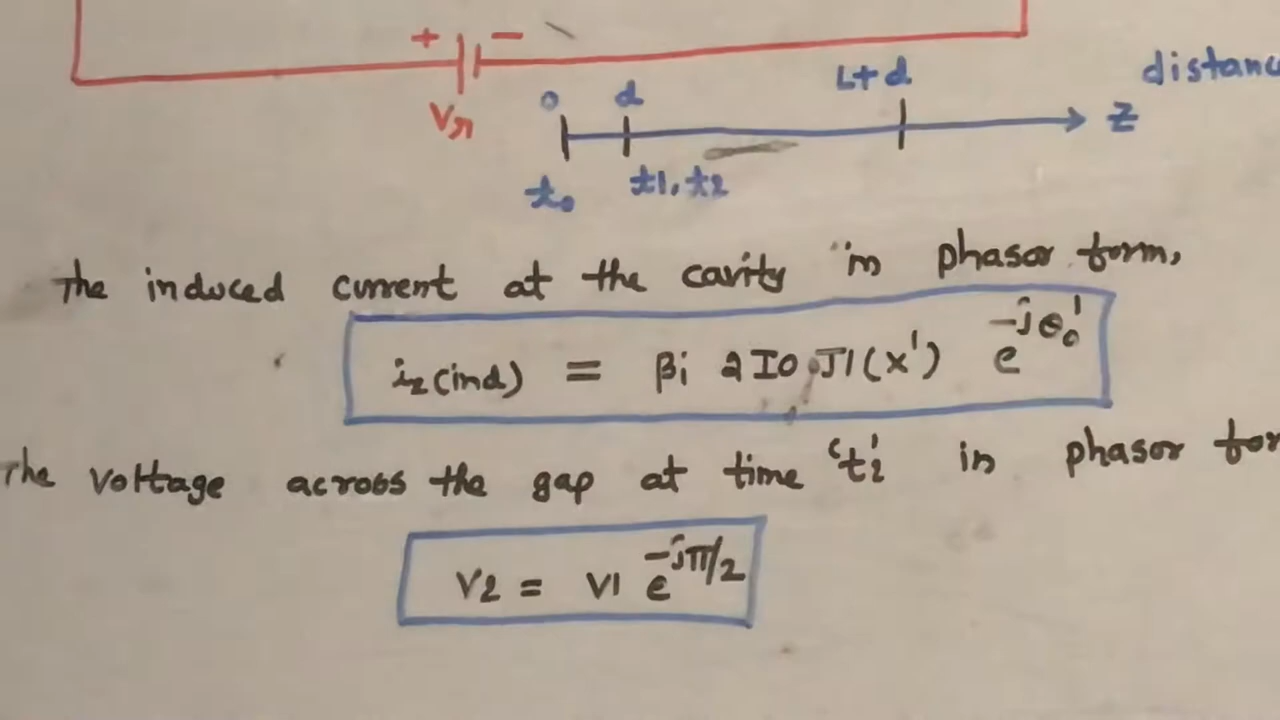 + −
Vr
0 d L+d distanc
z
t₀ t1, t2
The induced current at the cavity in phasor form,
i₂(ind) = βi 2I0 J1(x') e^-jθ₀'
The voltage across the gap at time 't₂' in phasor for
V2 = V1 e^-jπ/2